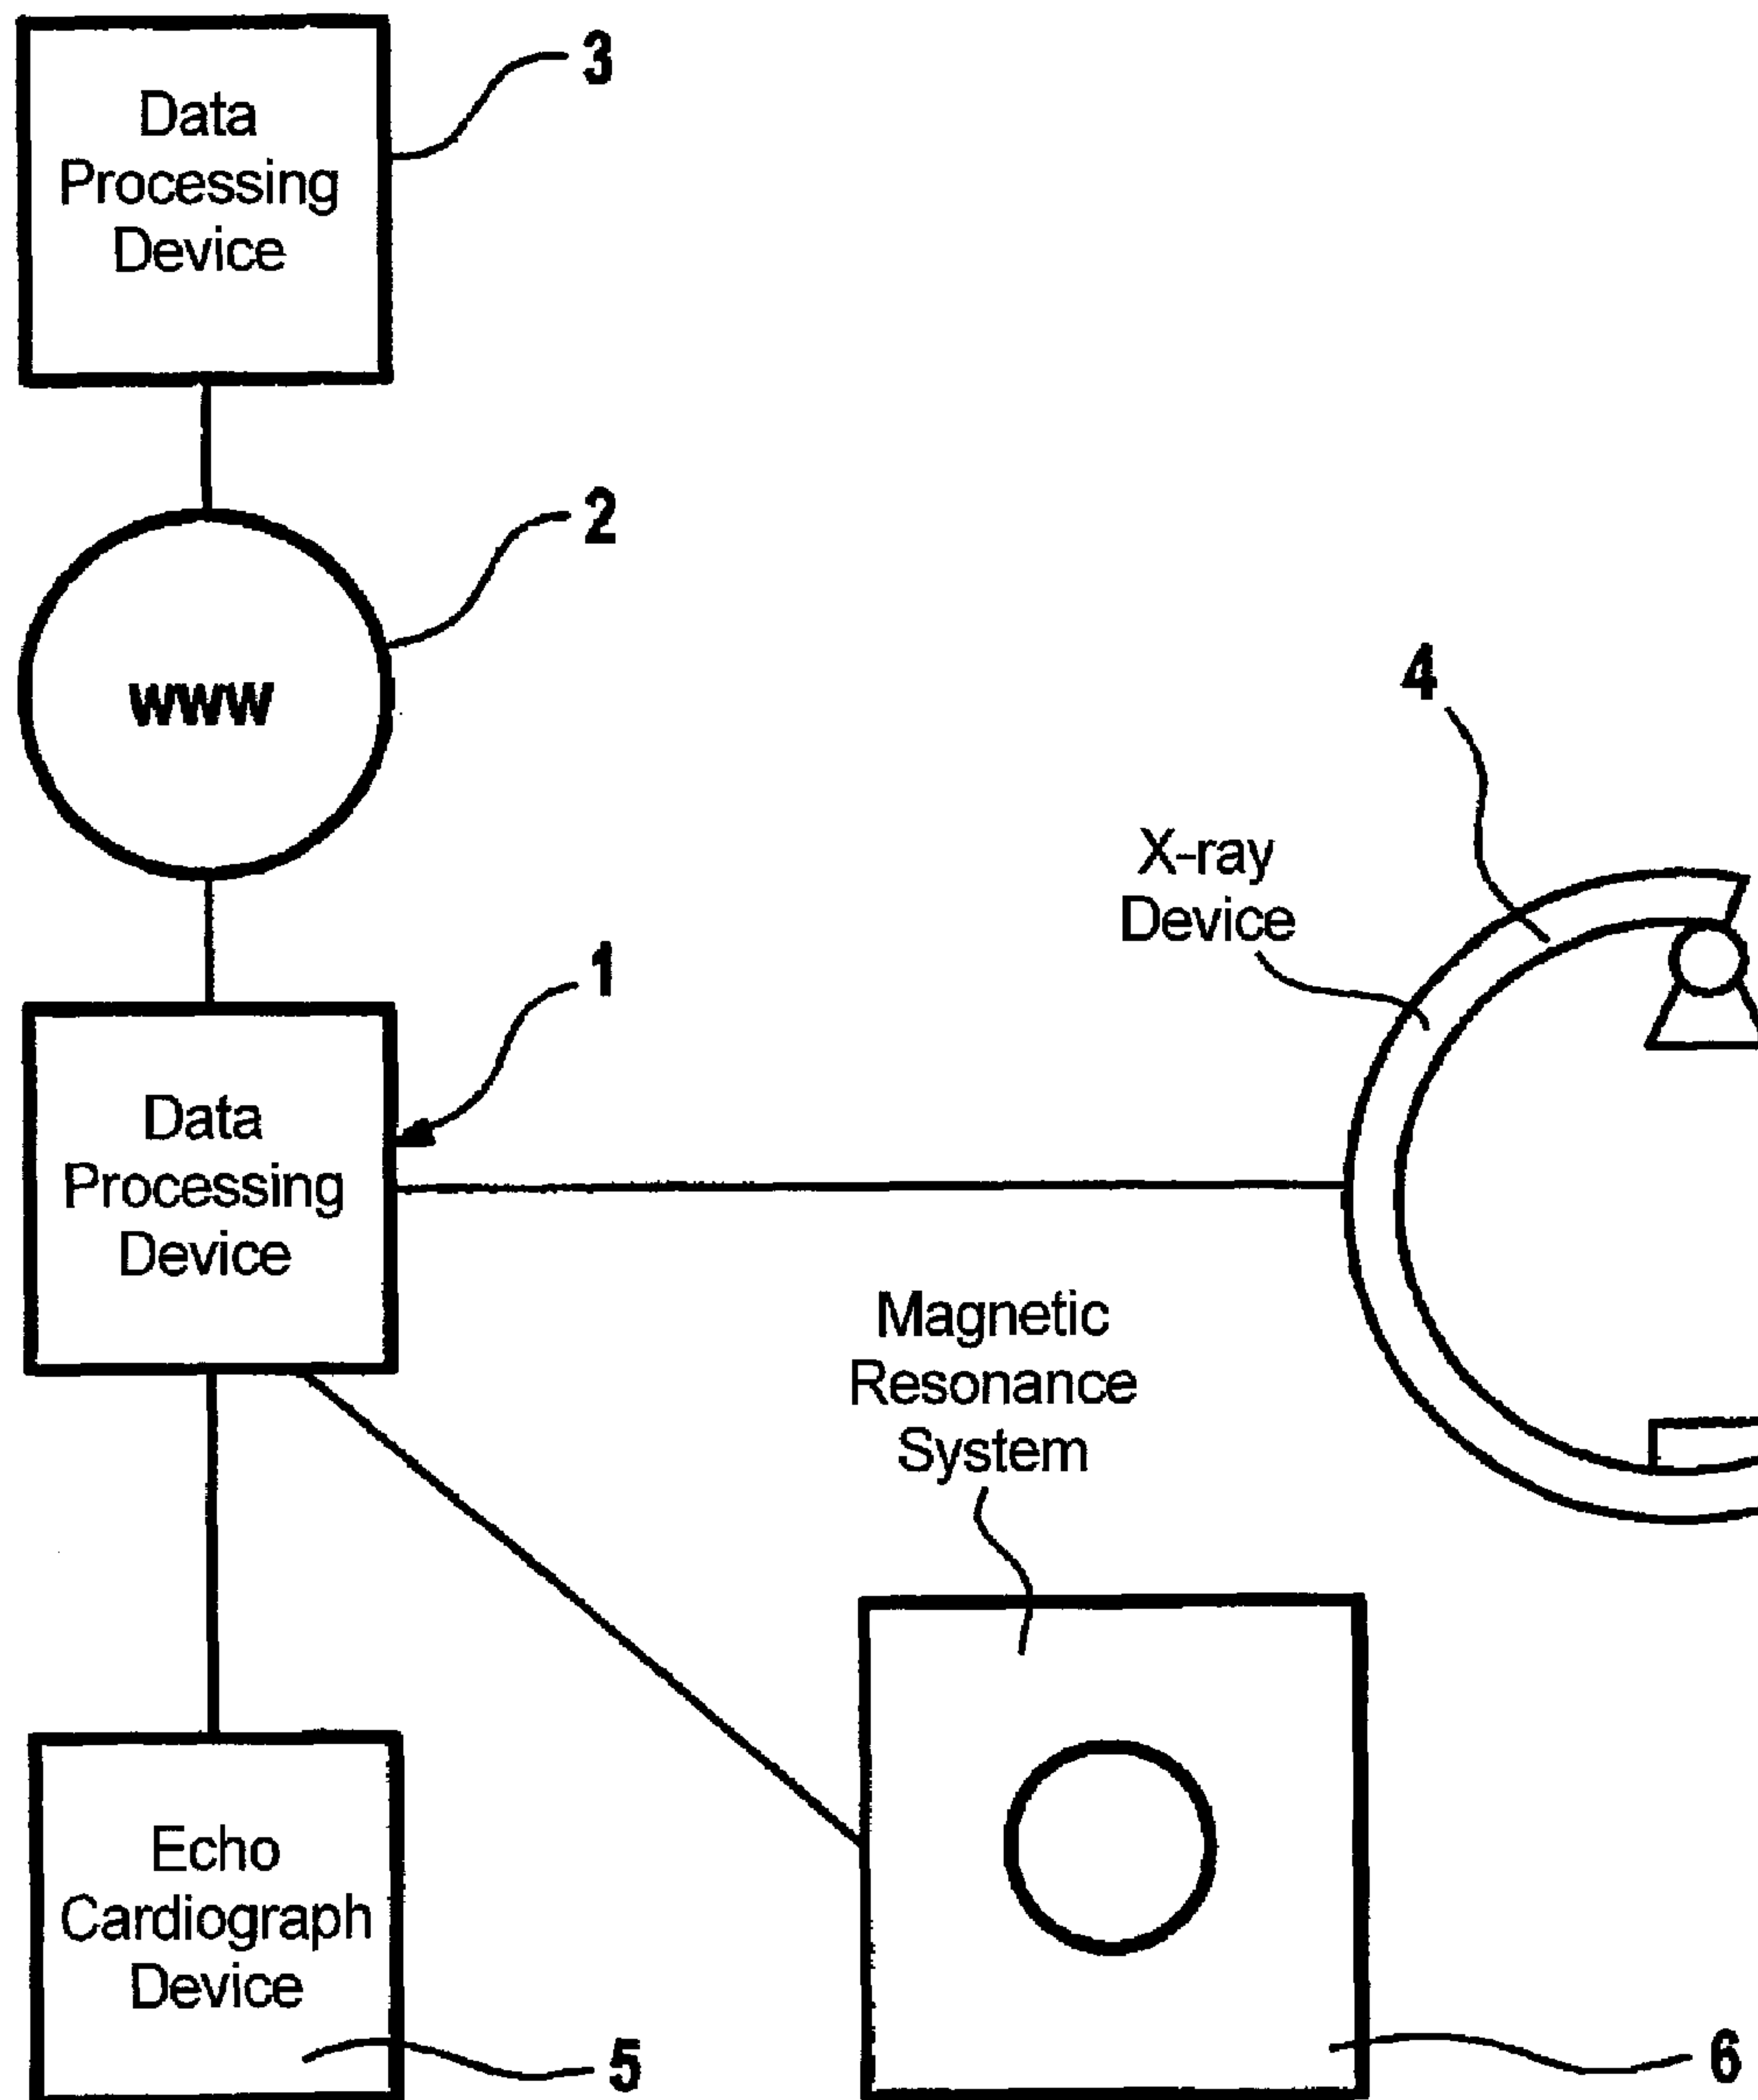 3
Data
Processing
Device
2
www
4
X-ray
Device
1
Data
Processing
Device
Magnetic
Resonance
System
Echo
Cardiograph
Device
5
6